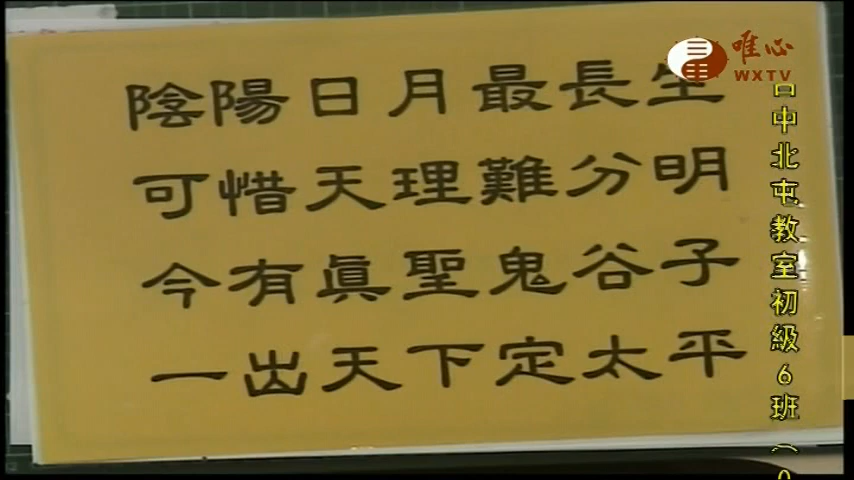 陰陽日月最長生
可惜天理難分明
今有眞聖鬼谷子
一出天下定太平
唯心
WXTV
台中北屯教室初級6班（0